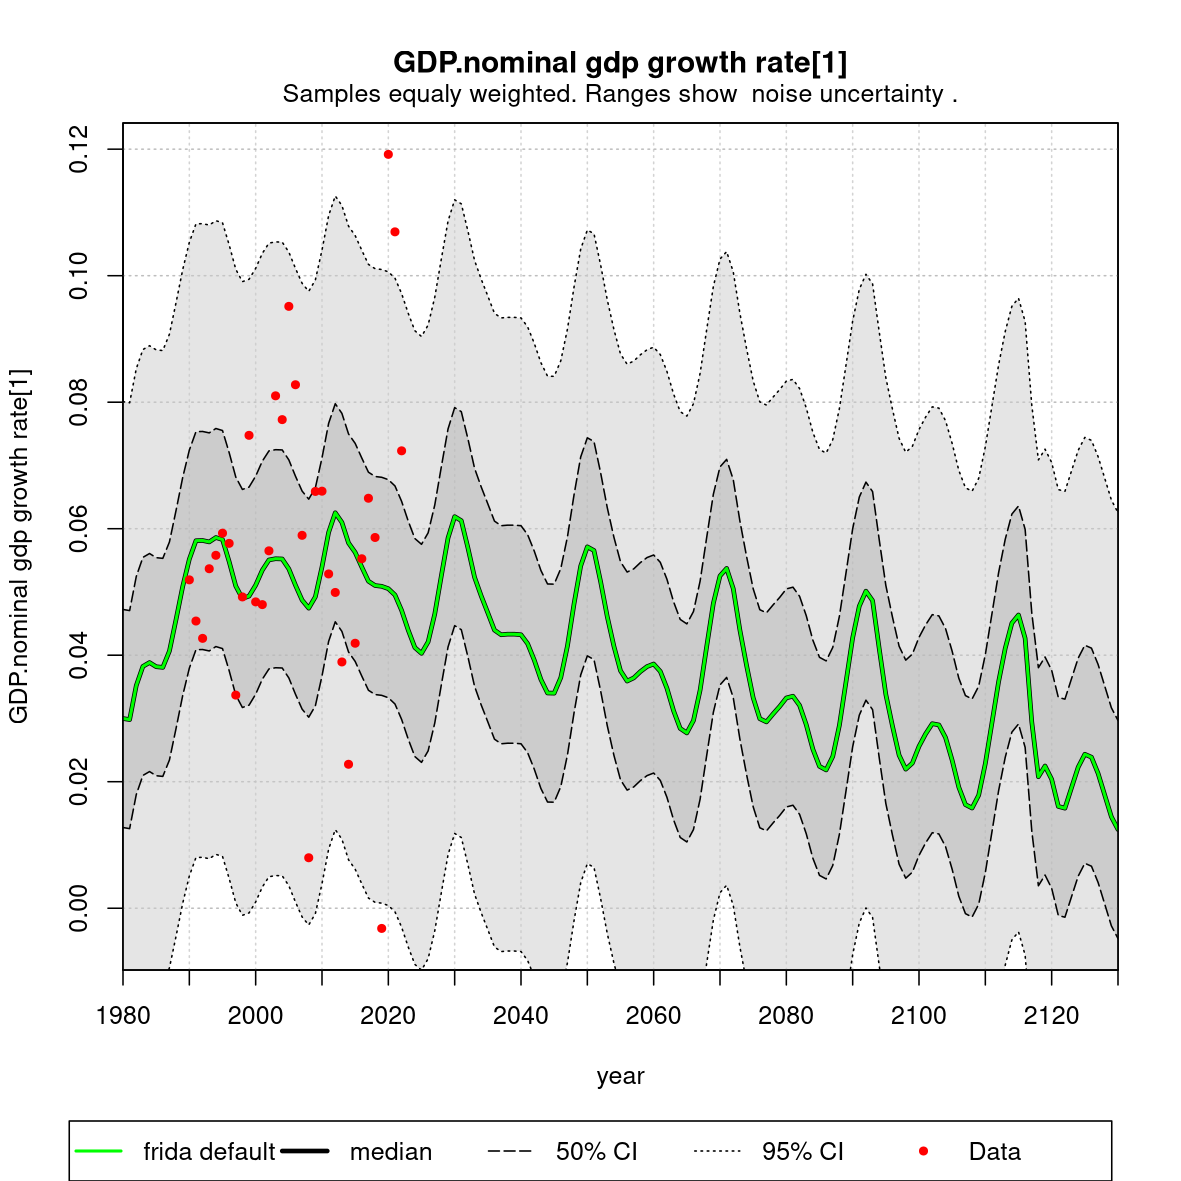 GDP.nominal gdp growth rate[1]
Samples equaly weighted. Ranges show  noise uncertainty .
GDP.nominal gdp growth rate[1]
0.12
0.10
0.08
0.06
0.04
0.02
0.00
1980 2000 2020 2040 2060 2080 2100 2120
year
frida default median 50% CI 95% CI Data